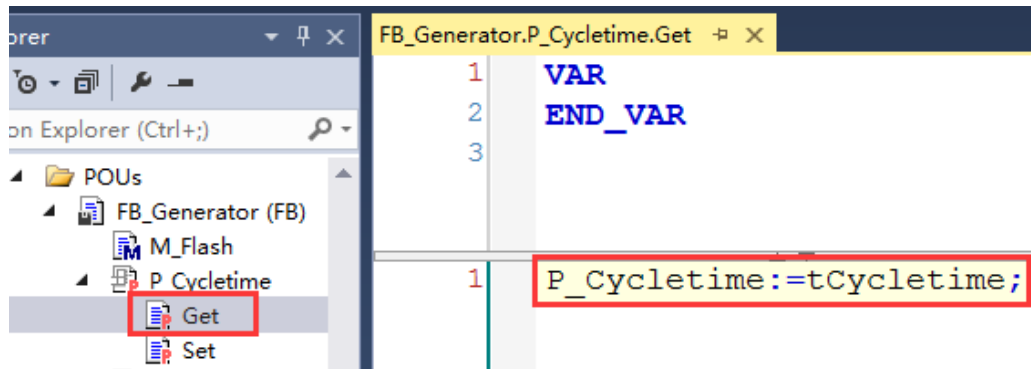 orer
FB_Generator.P_Cycletime.Get
on Explorer (Ctrl+;)
POUs
FB_Generator (FB)
M_Flash
P_Cycletime
Get
Set
1 VAR
2 END_VAR
3
1 P_Cycletime:=tCycletime;